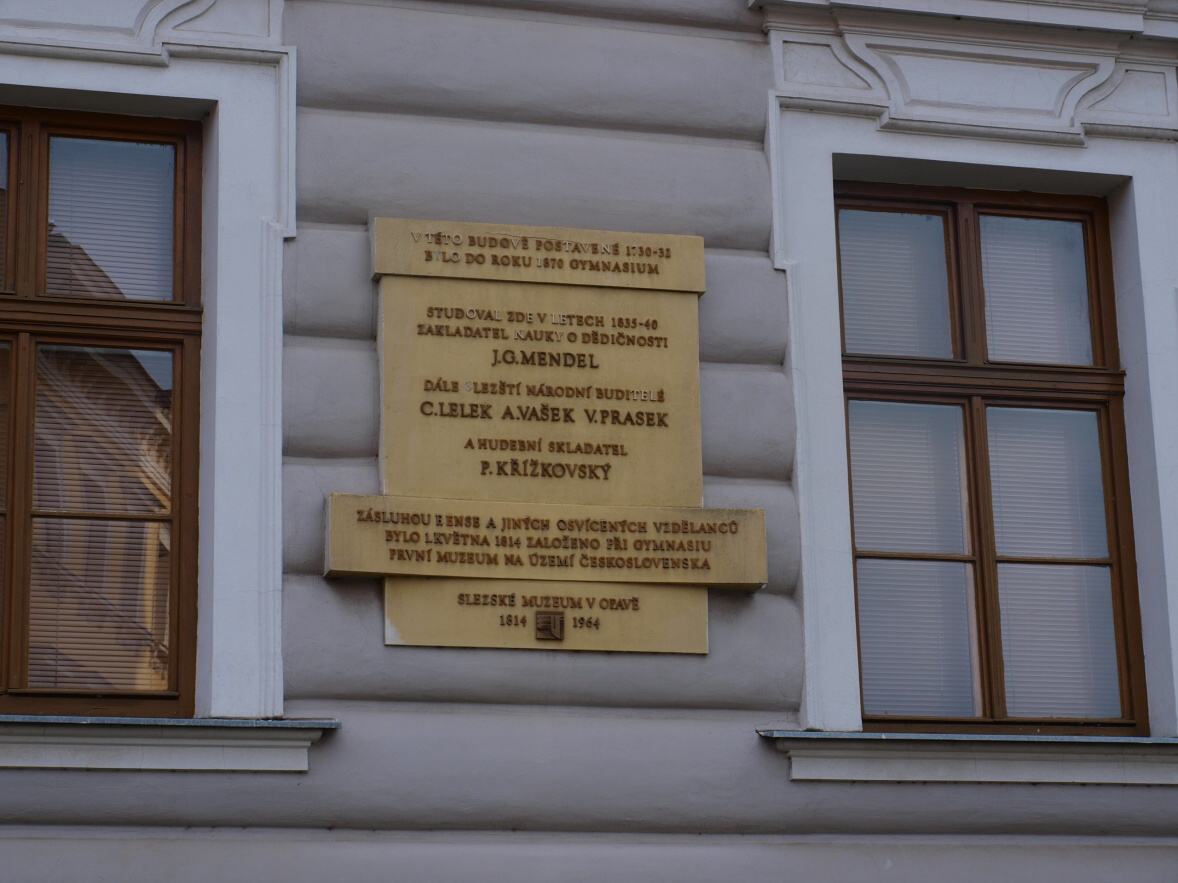 V TÉTO BUDOVĚ POSTAVENÉ 1730-32
BYLO DO ROKU 1870 GYMNASIUM
STUDOVAL ZDE V LETECH 1835-40
ZAKLADATEL NAUKY O DĚDIČNOSTI
J.G.MENDEL
DÁLE SLEZŠTÍ NÁRODNÍ BUDITELÉ
C.LELEK A.VAŠEK V.PRASEK
A HUDEBNÍ SKLADATEL
P.KŘÍŽKOVSKÝ
ZÁSLUHOU F.ENSE A JINÝCH OSVÍCENÝCH VZDĚLANCŮ
BYLO 1.KVĚTNA 1814 ZALOŽENO PŘI GYMNASIU
PRVNÍ MUZEUM NA ÚZEMÍ ČESKOSLOVENSKA
SLEZSKÉ MUZEUM V OPAVĚ
1814 1964